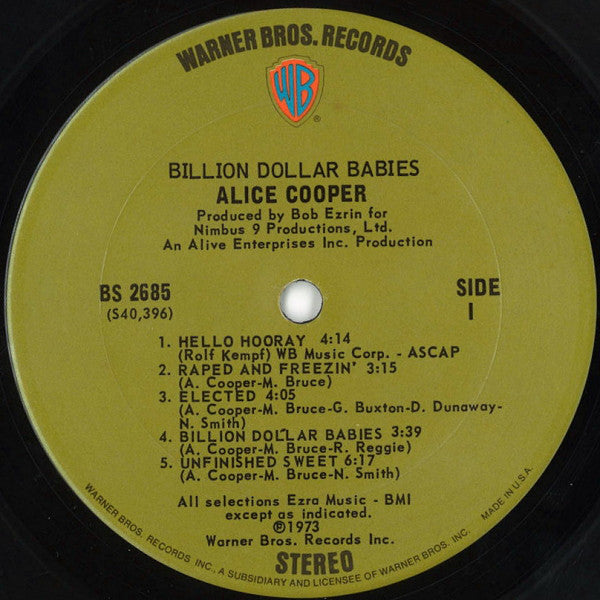 WARNER BROS. RECORDS
WB
®
BILLION DOLLAR BABIES
ALICE COOPER
Produced by Bob Ezrin for
Nimbus 9 Productions, Ltd.
An Alive Enterprises Inc. Production
BS 2685
(S40,396)
SIDE
1
1. HELLO HOORAY 4:14
(Rolf Kempf) WB Music Corp. - ASCAP
2. RAPED AND FREEZIN' 3:15
(A. Cooper-M. Bruce)
3. ELECTED 4:05
(A. Cooper-M. Bruce-G. Buxton-D. Dunaway-
N. Smith)
4. BILLION DOLLAR BABIES 3:39
(A. Cooper-M. Bruce-R. Reggie)
5. UNFINISHED SWEET 6:17
(A. Cooper-M. Bruce-N. Smith)
All selections Ezra Music - BMI
except as indicated.
℗1973
Warner Bros. Records Inc.
STEREO
WARNER BROS. RECORDS INC., A SUBSIDIARY AND LICENSEE OF WARNER BROS. INC. MADE IN U.S.A.